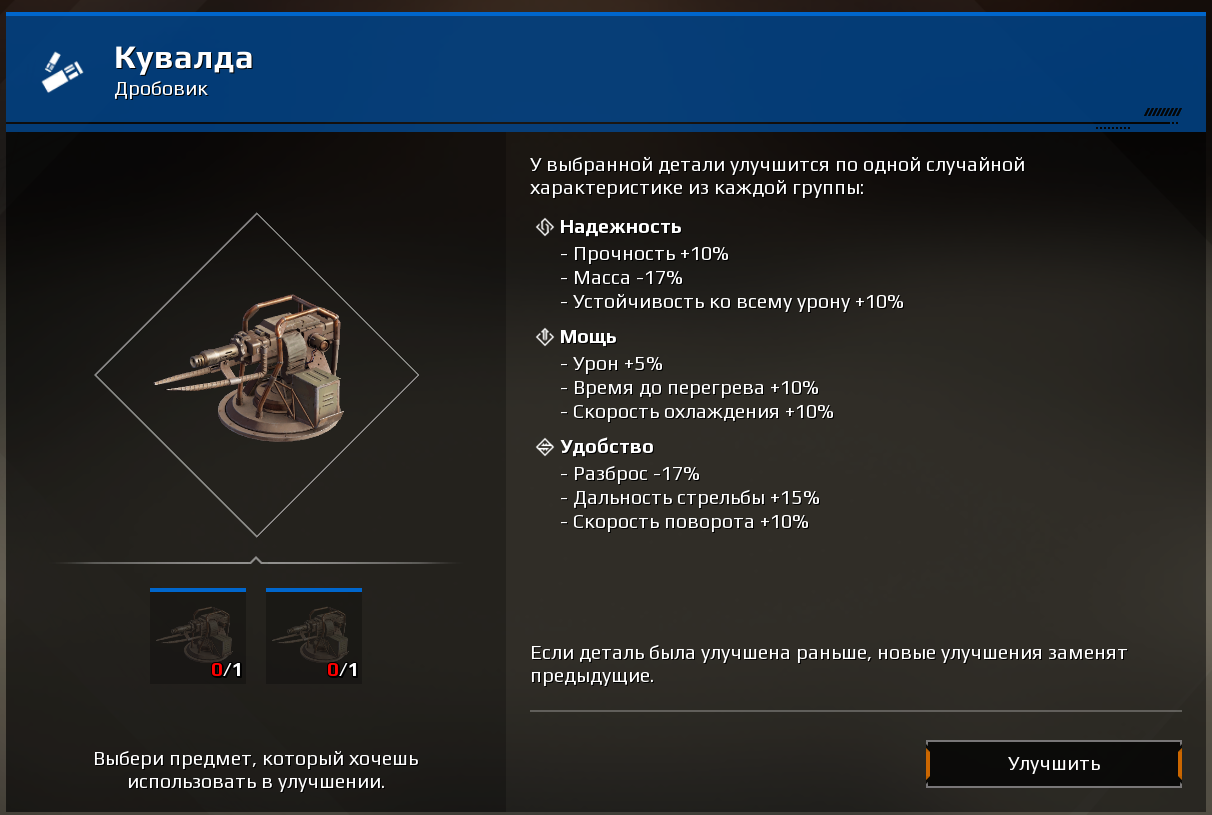 Кувалда
Дробовик
У выбранной детали улучшится по одной случайной
характеристике из каждой группы:
Надежность
- Прочность +10%
- Масса -17%
- Устойчивость ко всему урону +10%
Мощь
- Урон +5%
- Время до перегрева +10%
- Скорость охлаждения +10%
Удобство
- Разброс -17%
- Дальность стрельбы +15%
- Скорость поворота +10%
0/1
0/1
Если деталь была улучшена раньше, новые улучшения заменят
предыдущие.
Выбери предмет, который хочешь
использовать в улучшении.
Улучшить